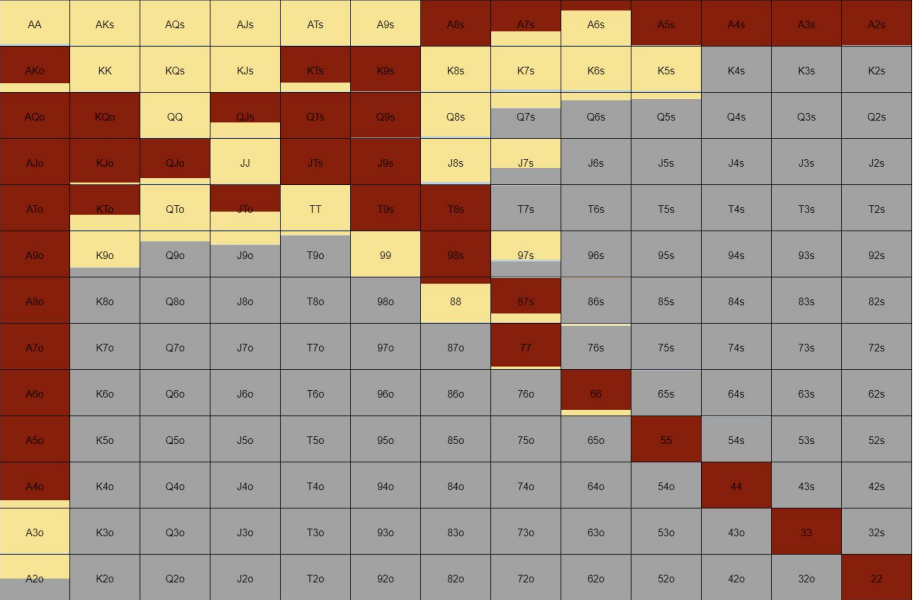 AA AKs AQs AJs ATs A9s A8s A7s A6s A5s A4s A3s A2s
AKo KK KQs KJs KTs K9s K8s K7s K6s K5s K4s K3s K2s
AQo KQo QQ QJs QTs Q9s Q8s Q7s Q6s Q5s Q4s Q3s Q2s
AJo KJo QJo JJ JTs J9s J8s J7s J6s J5s J4s J3s J2s
ATo KTo QTo JTo TT T9s T8s T7s T6s T5s T4s T3s T2s
A9o K9o Q9o J9o T9o 99 98s 97s 96s 95s 94s 93s 92s
A8o K8o Q8o J8o T8o 98o 88 87s 86s 85s 84s 83s 82s
A7o K7o Q7o J7o T7o 97o 87o 77 76s 75s 74s 73s 72s
A6o K6o Q6o J6o T6o 96o 86o 76o 66 65s 64s 63s 62s
A5o K5o Q5o J5o T5o 95o 85o 75o 65o 55 54s 53s 52s
A4o K4o Q4o J4o T4o 94o 84o 74o 64o 54o 44 43s 42s
A3o K3o Q3o J3o T3o 93o 83o 73o 63o 53o 43o 33 32s
A2o K2o Q2o J2o T2o 92o 82o 72o 62o 52o 42o 32o 22